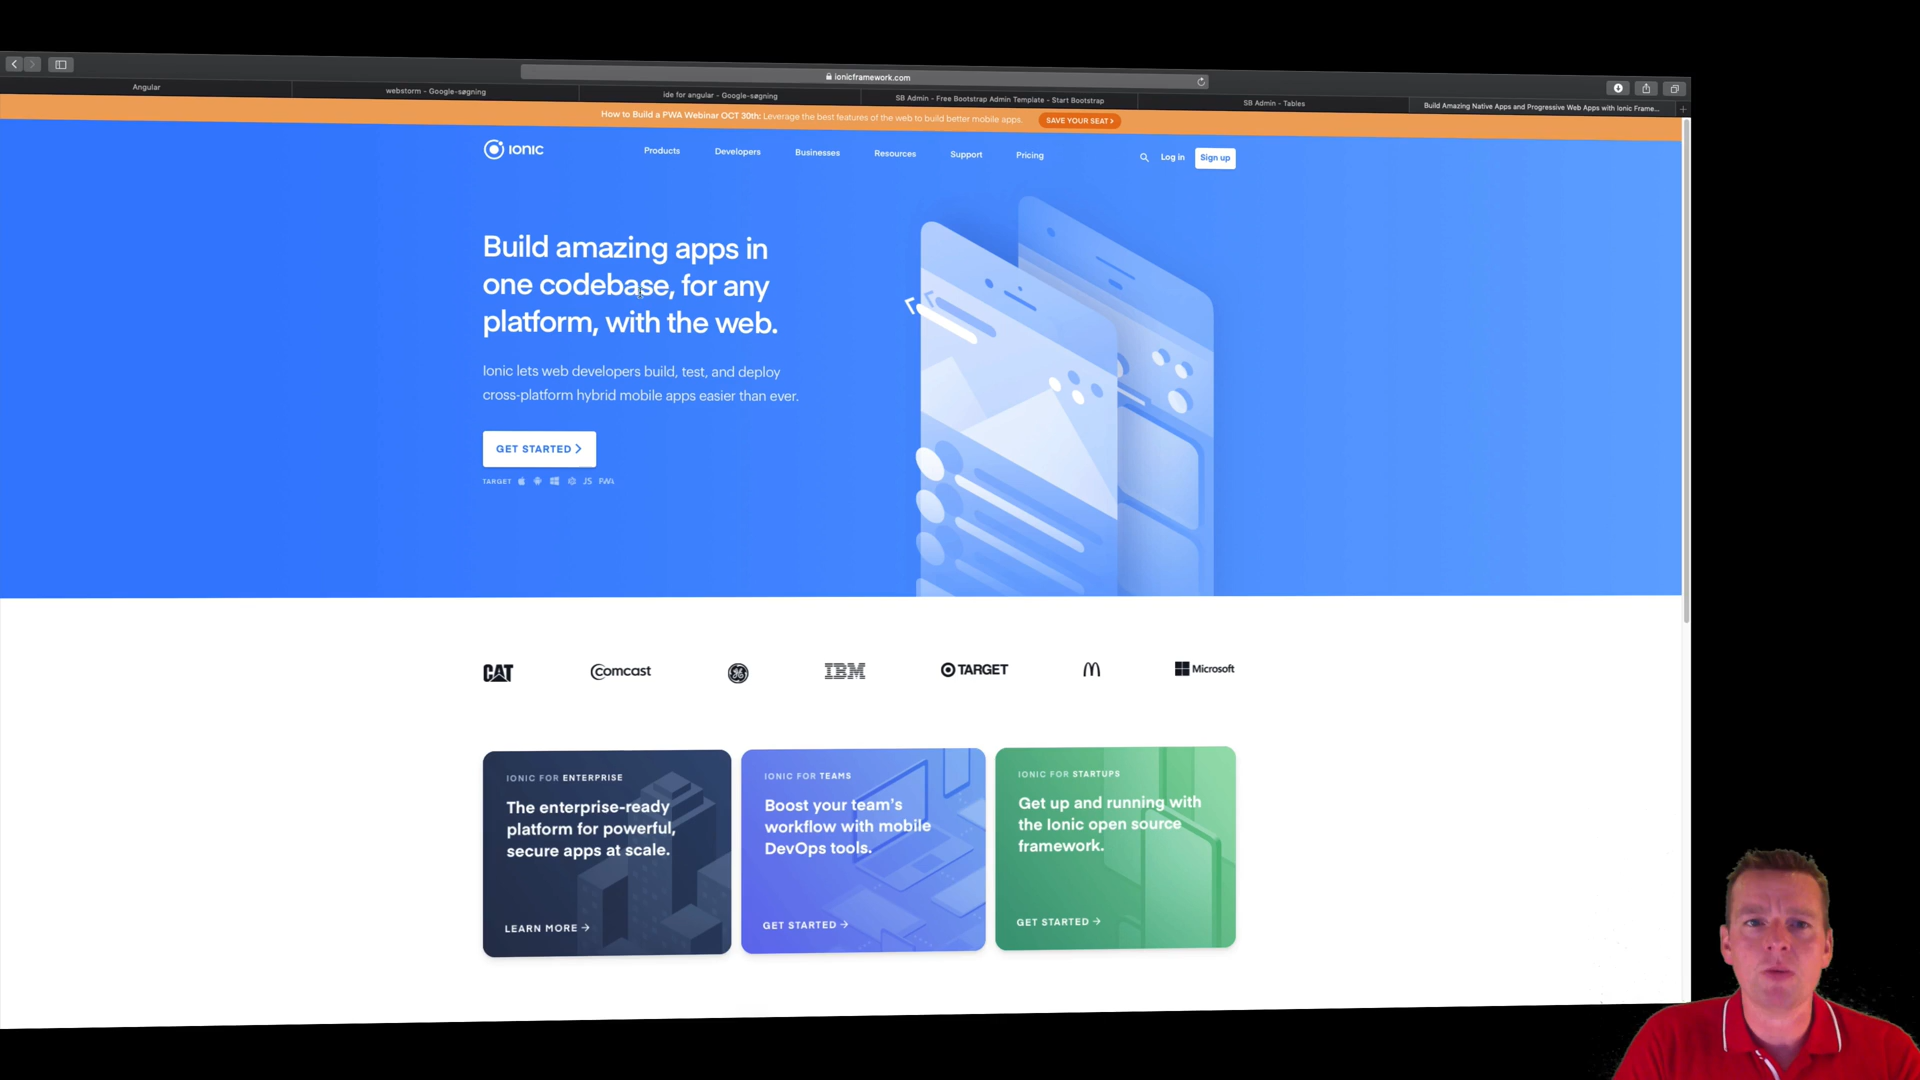 ionicframework.com
Angular
webstorm - Google-søgning
ide for angular - Google-søgning
SB Admin - Free Bootstrap Admin Template - Start Bootstrap
SB Admin - Tables
Build Amazing Native Apps and Progressive Web Apps with Ionic Frame...
How to Build a PWA Webinar OCT 30th: Leverage the best features of the web to build better mobile apps.
SAVE YOUR SEAT >
IONIC
Products
Developers
Businesses
Resources
Support
Pricing
Log in
Sign up
Build amazing apps in
one codebase, for any
platform, with the web.
Ionic lets web developers build, test, and deploy
cross-platform hybrid mobile apps easier than ever.
GET STARTED >
TARGET
JS
PWA
CAT
Comcast
GE
IBM
TARGET
Microsoft
IONIC FOR ENTERPRISE
The enterprise-ready
platform for powerful,
secure apps at scale.
LEARN MORE →
IONIC FOR TEAMS
Boost your team's
workflow with mobile
DevOps tools.
GET STARTED →
IONIC FOR STARTUPS
Get up and running with
the Ionic open source
framework.
GET STARTED →